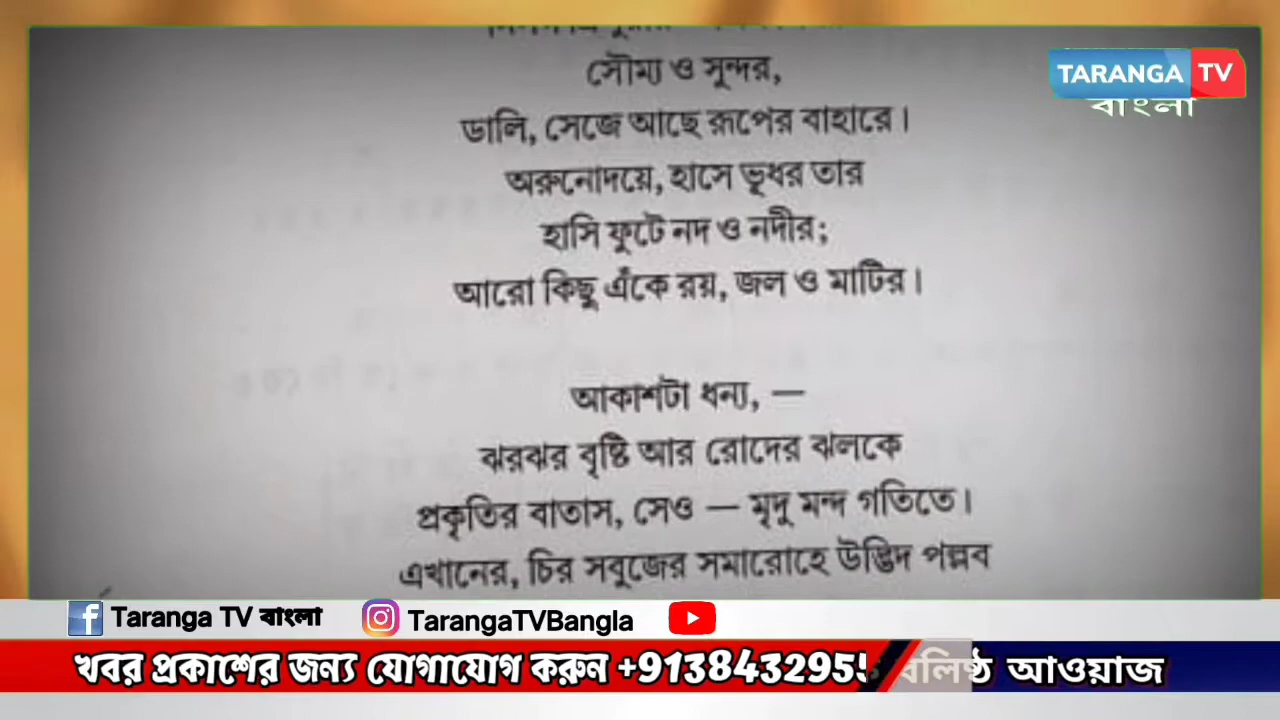 সৌম্য ও সুন্দর,
ডালি, সেজে আছে রূপের বাহারে।
অরুনোদয়ে, হাসে ভূধর তার
হাসি ফুটে নদ ও নদীর;
আরো কিছু এঁকে রয়, জল ও মাটির।
আকাশটা ধন্য, —
ঝরঝর বৃষ্টি আর রোদের ঝলকে
প্রকৃতির বাতাস, সেও — মৃদু মন্দ গতিতে।
এখানের, চির সবুজের সমারোহে উদ্ভিদ পল্লব
TARANGA TV
বাংলা
Taranga TV বাংলা
TarangaTVBangla
খবর প্রকাশের জন্য যোগাযোগ করুন +9138432955
বলিষ্ঠ আওয়াজ